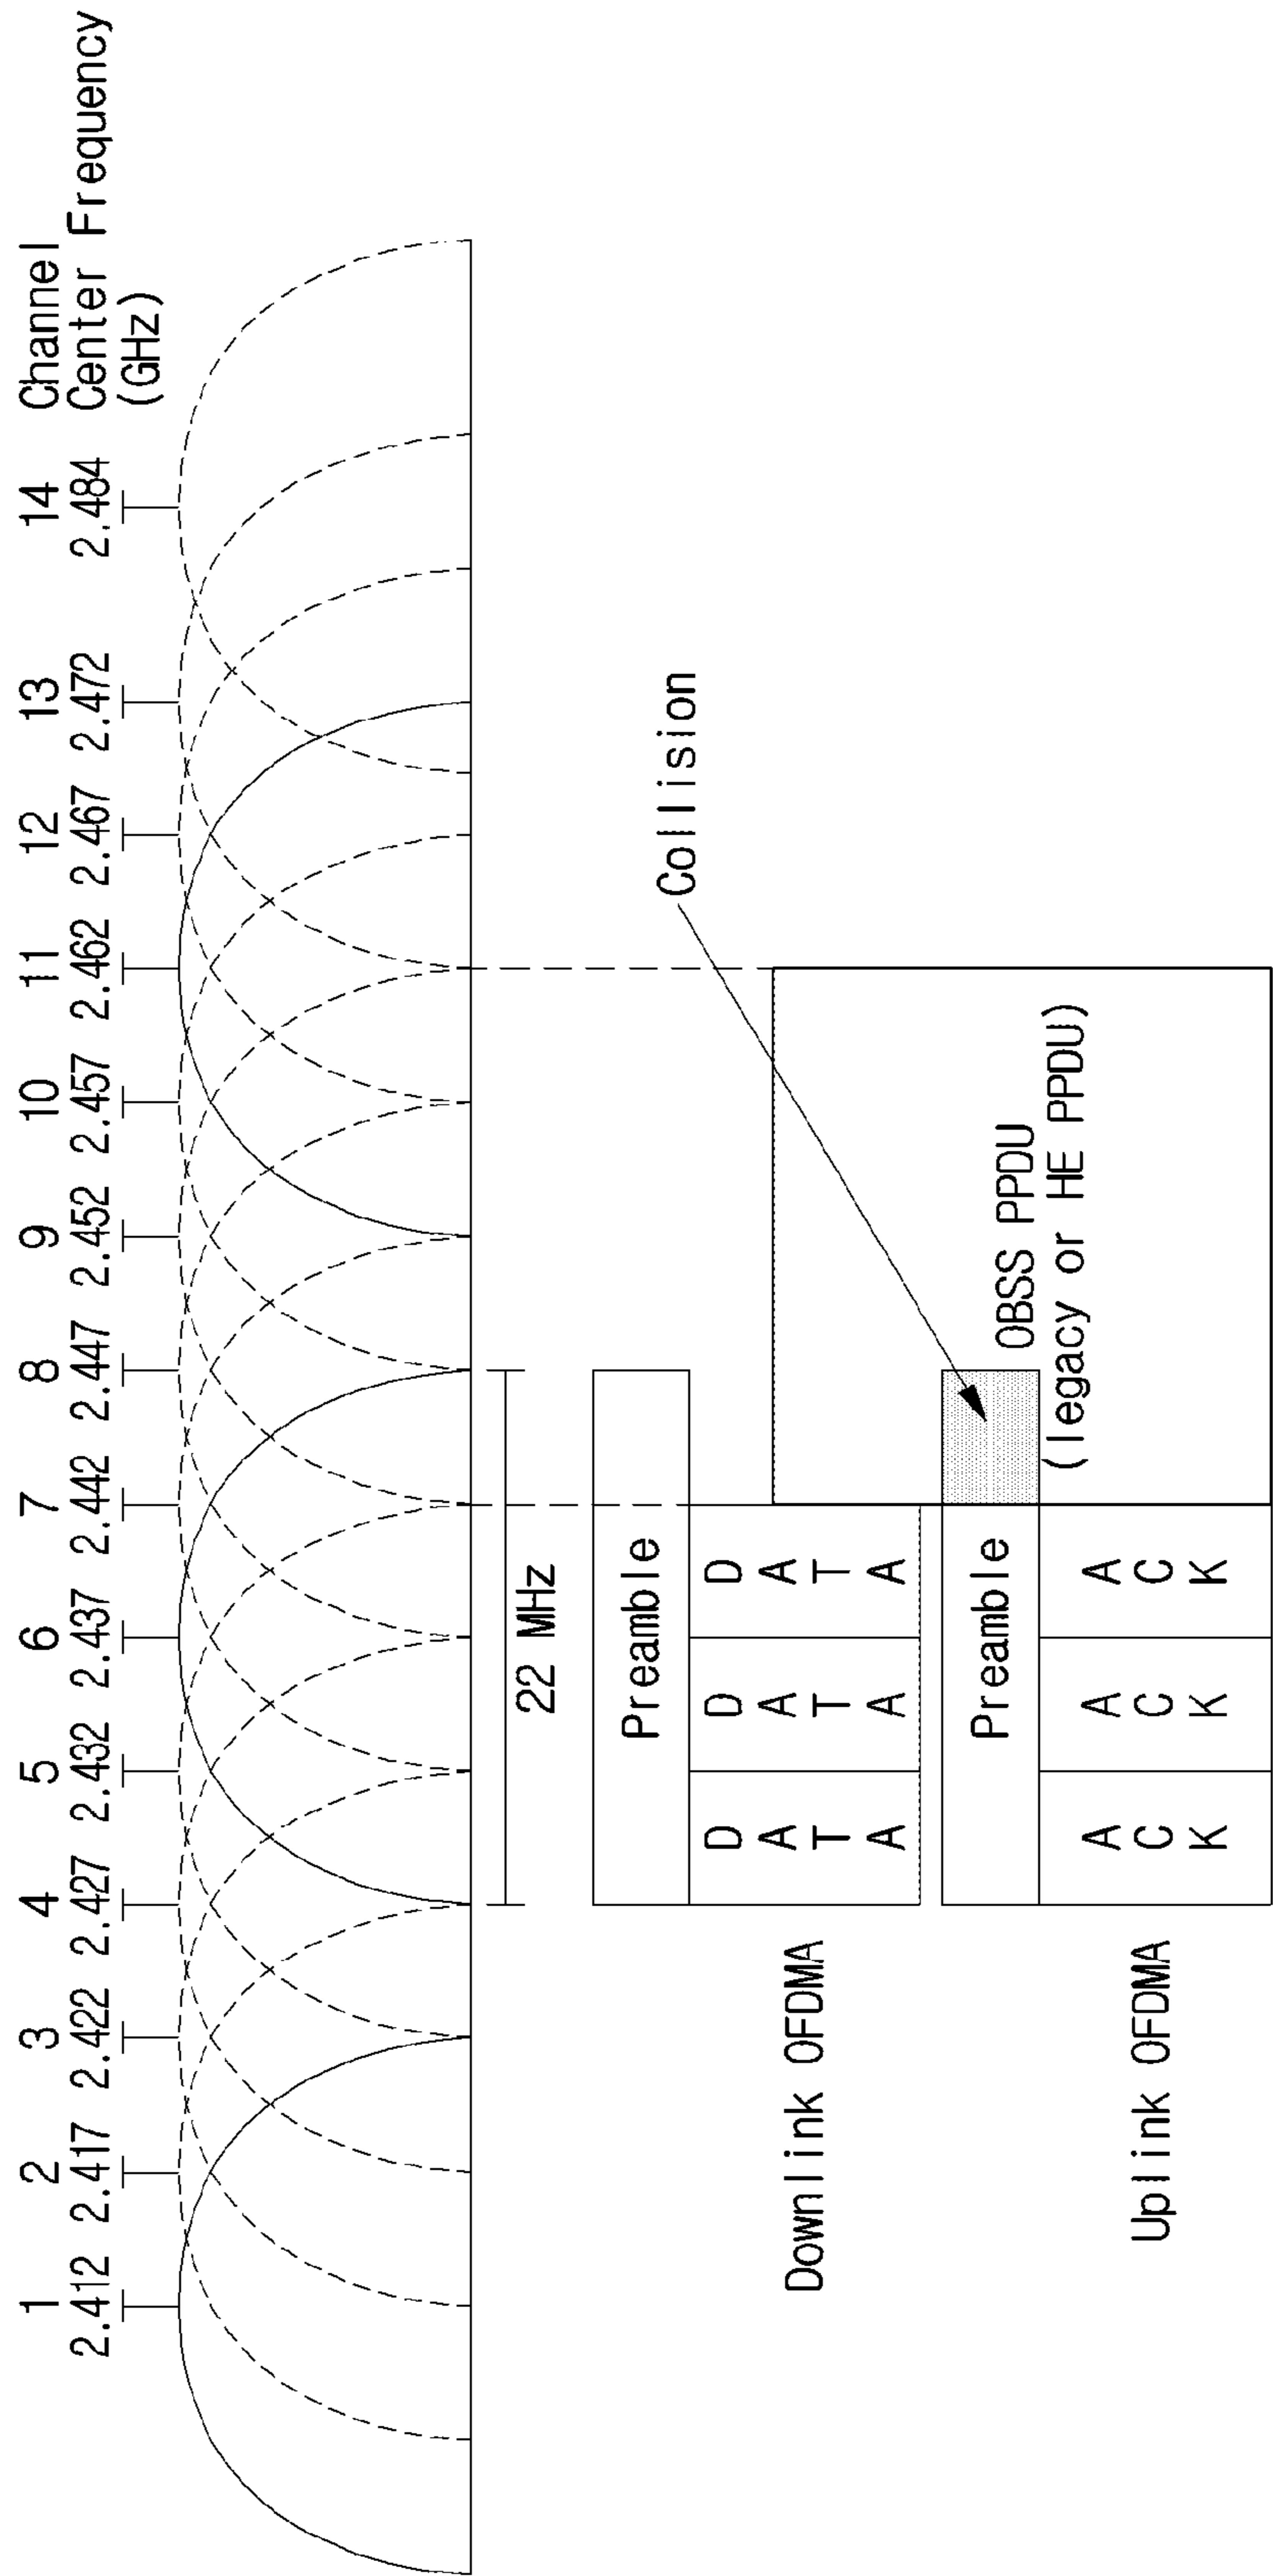 1 2 3 4 5 6 7 8 9 10 11 12 13 14 Channel
2.412 2.417 2.422 2.427 2.432 2.437 2.442 2.447 2.452 2.457 2.462 2.467 2.472 2.484 Center Frequency
(GHz)
22 MHz
Collision
Preamble
Downlink OFDMA
DATA DATA DATA
Preamble
OBSS PPDU
(legacy or HE PPDU)
Uplink OFDMA
ACK ACK ACK